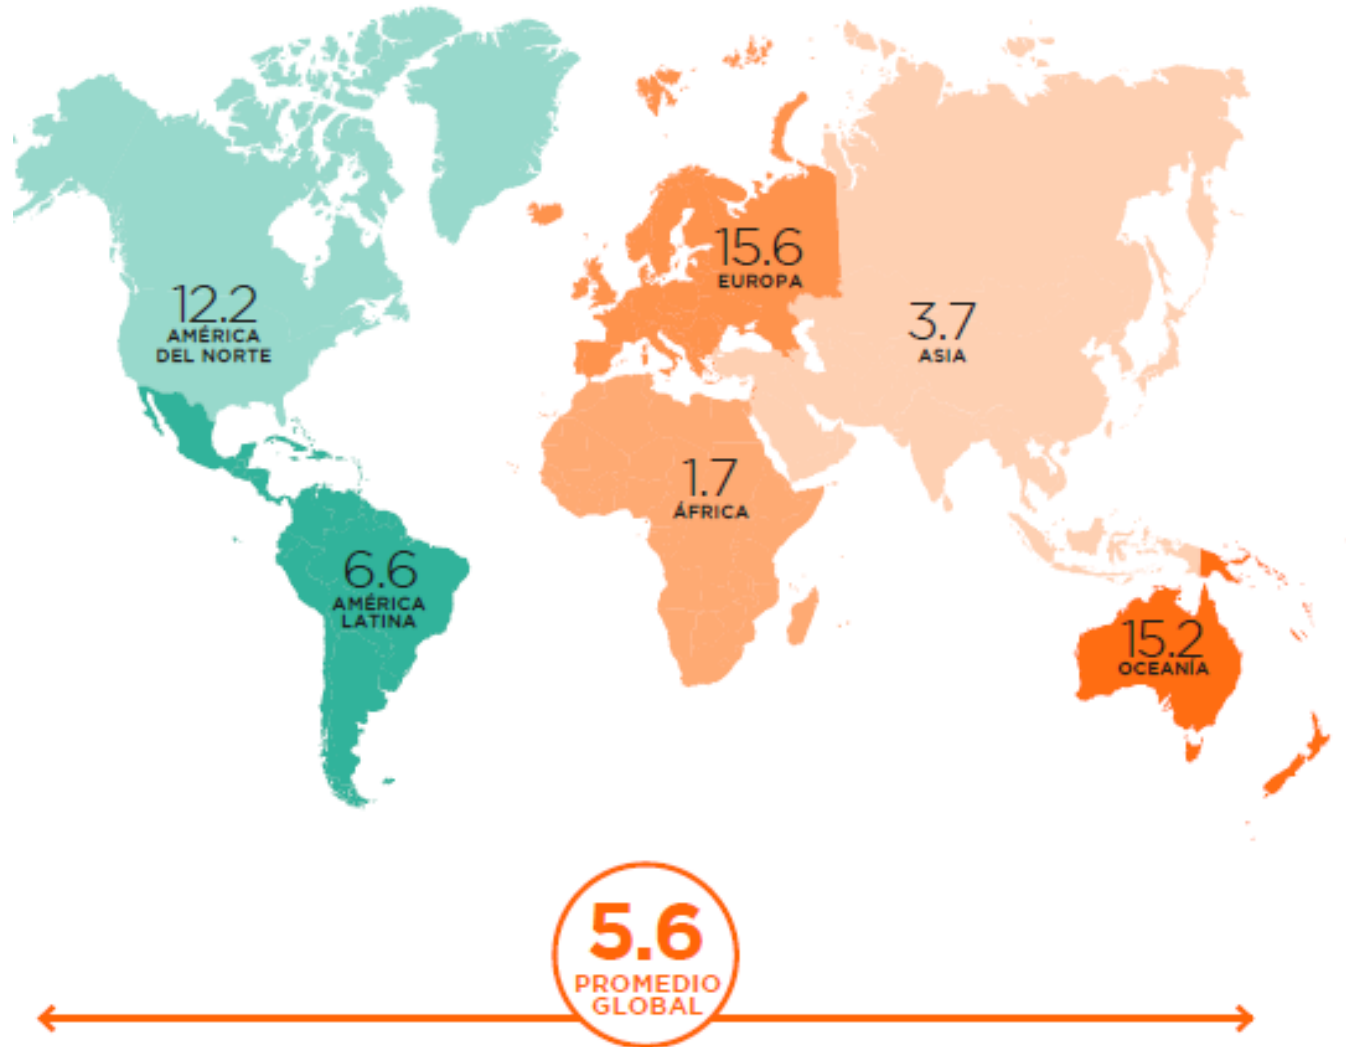 12.2
AMÉRICA
DEL NORTE
15.6
EUROPA
3.7
ASIA
1.7
ÁFRICA
6.6
AMÉRICA
LATINA
15.2
OCEANÍA
5.6
PROMEDIO
GLOBAL